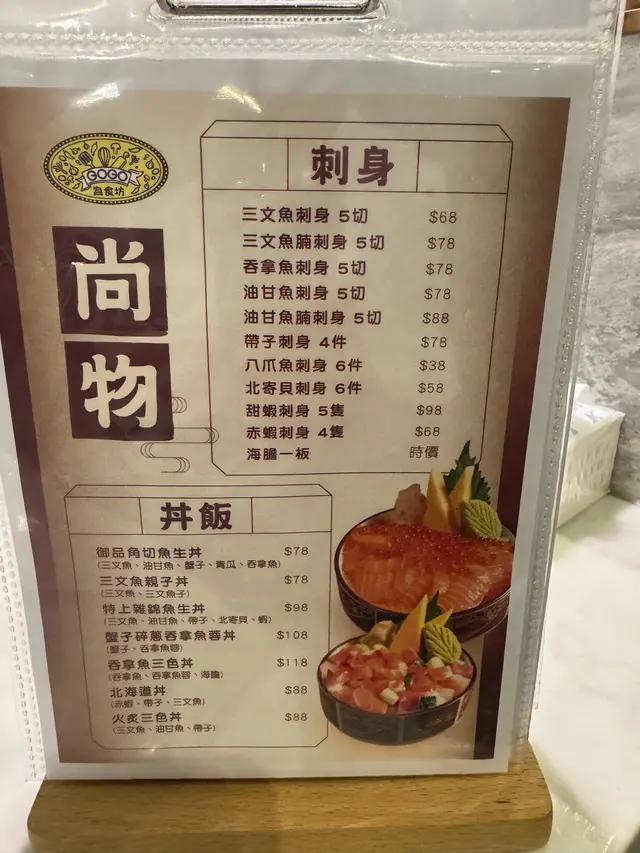 GOGO
為食坊
尚物
刺身
三文魚刺身 5切 $68
三文魚腩刺身 5切 $78
吞拿魚刺身 5切 $78
油甘魚刺身 5切 $78
油甘魚腩刺身 5切 $88
帶子刺身 4件 $78
八爪魚刺身 6件 $38
北寄貝刺身 6件 $58
甜蝦刺身 5隻 $98
赤蝦刺身 4隻 $68
海膽一板 時價
丼飯
御品角切魚生丼 $78
(三文魚、油甘魚、蟹子、青瓜、吞拿魚)
三文魚親子丼 $78
(三文魚、三文魚子)
特上雜錦魚生丼 $98
(三文魚、油甘魚、帶子、北寄貝、蝦)
蟹子碎蔥吞拿魚蓉丼 $108
(蟹子、吞拿魚蓉)
吞拿魚三色丼 $118
(吞拿魚、吞拿魚蓉、海膽)
北海道丼 $88
(赤蝦、帶子、三文魚)
火炙三色丼 $88
(三文魚、油甘魚、帶子)